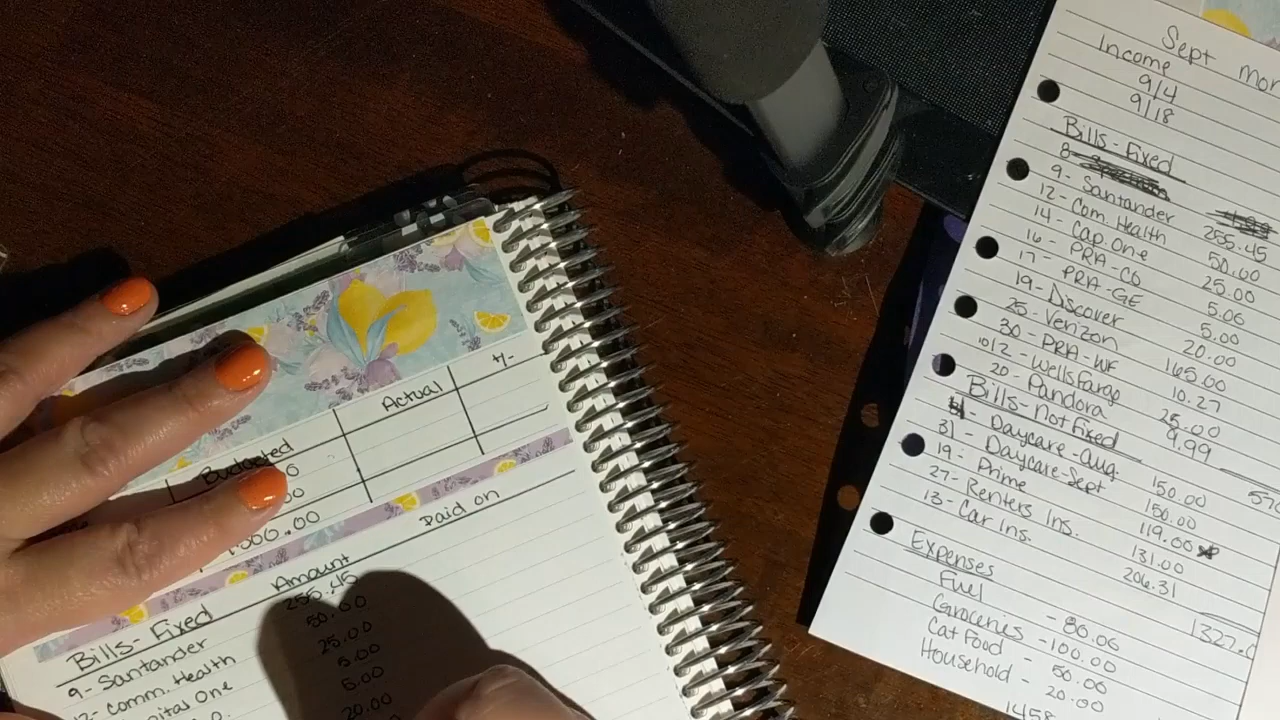 Actual
Budgeted
Bills- Fixed Amount Paid on
9- Santander 255.45
12- Comm. Health 50.00
25.00
5.00
5.00
20.00
Sept
Income
9/4
9/18
Bills - Fixed
8-
9- Santander 255.45
12- Com. Health 50.00
14- Cap. One 25.00
16- PRA-CO 5.00
17- PRA-GE 5.00
19- Discover 20.00
25- Verizon 165.00
30- PRA-WF 10.27
10/2- Wells Fargo 25.00
20- Pandora 9.99
Bills- not fixed
Daycare-Aug. 150.00
31- Daycare-Sept 150.00
19- Prime 119.00
27- Renters Ins. 131.00
13- Car Ins. 206.31
Expenses
Fuel - 80.00
Groceries - 100.00
Cat Food - 50.00
Household - 20.00